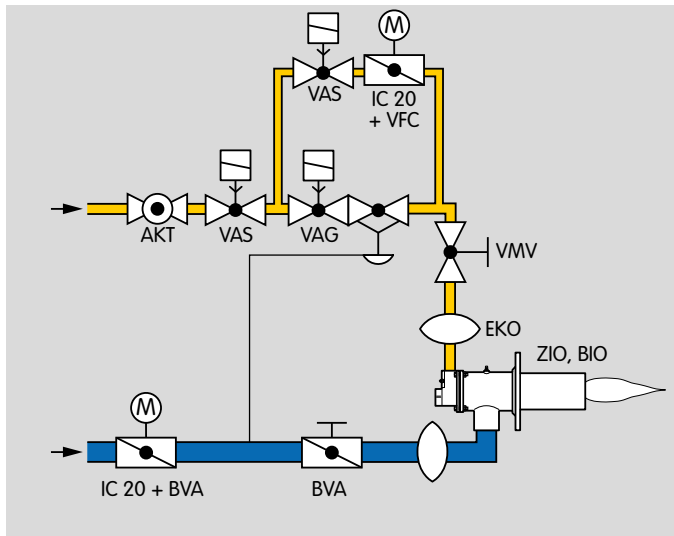 M
VAS
IC 20
+ VFC
AKT
VAS
VAG
VMV
EKO
ZIO, BIO
M
IC 20 + BVA
BVA